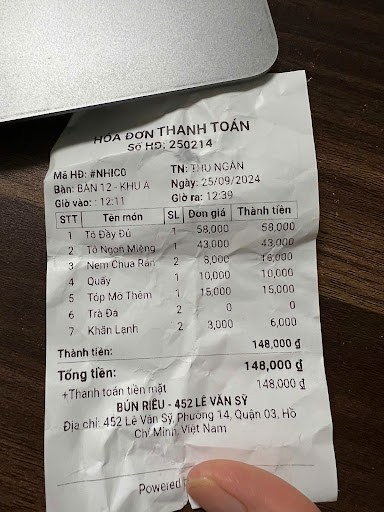 HÓA ĐƠN THANH TOÁN
Số HĐ: 250214
Mã HĐ: #NHIC0 TN: THU NGÂN
Bàn: BÀN 12 - KHU A Ngày: 25/09/2024
Giờ vào: : 12:11 Giờ ra: 12:39
STT Tên món SL Đơn giá Thành tiền
1 Tô Đầy Đủ 1 58,000 58,000
2 Tô Ngon Miệng 1 43,000 43,000
3 Nem Chua Rán 2 8,000 16,000
4 Quẩy 1 10,000 10,000
5 Tóp Mỡ Thêm 1 15,000 15,000
6 Trà Đá 2 0 0
7 Khăn Lạnh 2 3,000 6,000
Thành tiền: 148,000 ₫
Tổng tiền: 148,000 ₫
+Thanh toán tiền mặt 148,000 ₫
BÚN RIÊU - 452 LÊ VĂN SỸ
Địa chỉ: 452 Lê Văn Sỹ, Phường 14, Quận 03, Hồ
Chí Minh, Việt Nam
Powered